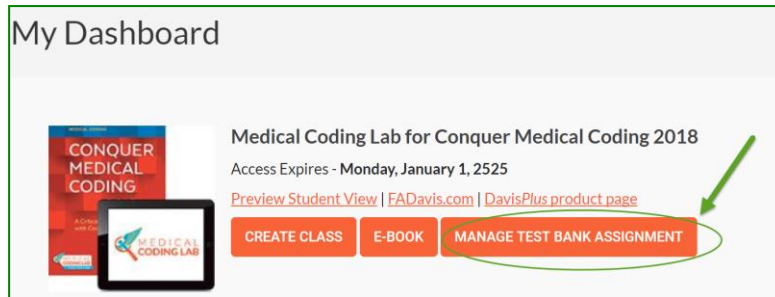 My Dashboard
CONQUER
MEDICAL
CODING
MEDICAL
CODING LAB
Medical Coding Lab for Conquer Medical Coding 2018
Access Expires - Monday, January 1, 2525
Preview Student View | FADavis.com | DavisPlus product page
CREATE CLASS E-BOOK MANAGE TEST BANK ASSIGNMENT